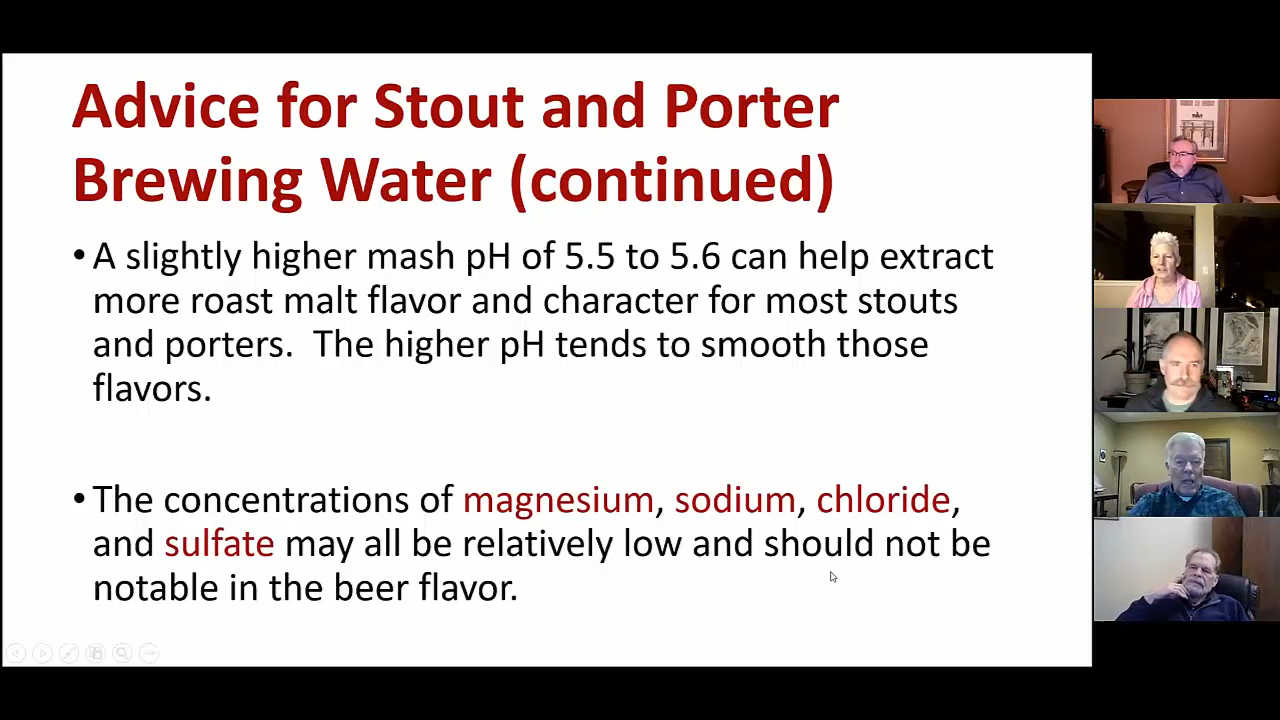 Advice for Stout and Porter
Brewing Water (continued)
• A slightly higher mash pH of 5.5 to 5.6 can help extract
more roast malt flavor and character for most stouts
and porters.  The higher pH tends to smooth those
flavors.
• The concentrations of magnesium, sodium, chloride,
and sulfate may all be relatively low and should not be
notable in the beer flavor.